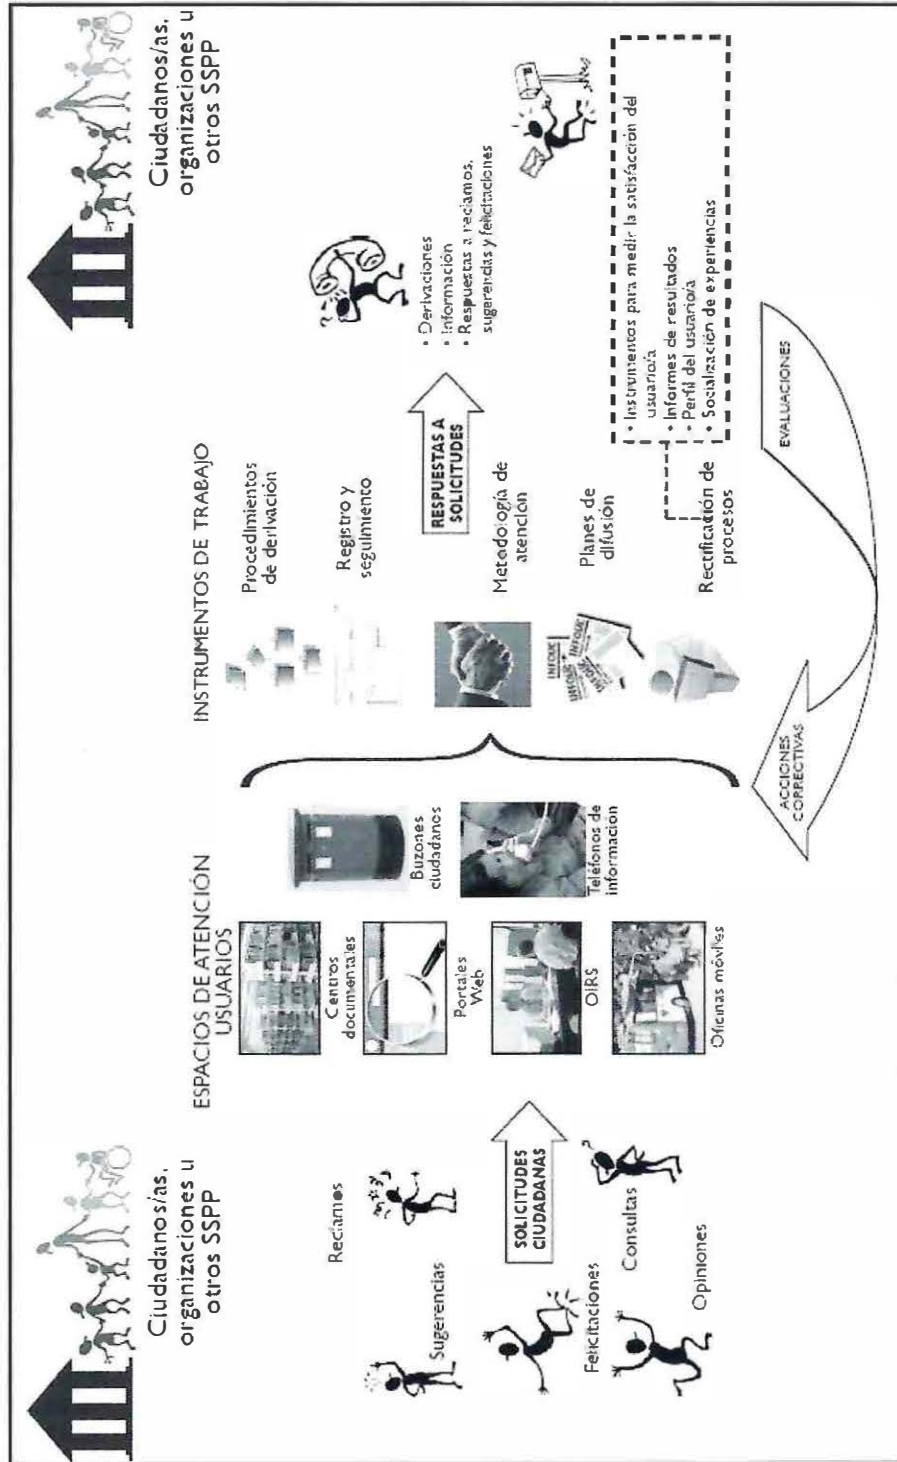 Ciudadanos/as,
organizaciones u
otros SSPP
Reclamos
Sugerencias
SOLICITUDES
CIUDADANAS
Felicitaciones
Consultas
Opiniones
ESPACIOS DE ATENCIÓN
USUARIOS
Centros
documentales
Portales
Web
OIRS
Oficinas móviles
Buzones
ciudadanos
Teléfonos de
información
INSTRUMENTOS DE TRABAJO
Procedimientos
de derivación
Registro y
seguimiento
Metodología de
atención
INFOUC
INFOUC
INFOUC
INFOUC
Planes de
difusión
Rectificación de
procesos
RESPUESTAS A
SOLICITUDES
• Derivaciones
• Información
• Respuestas a reclamos,
sugerencias y felicitaciones
• Instrumentos para medir la satisfacción del
usuario/a
• Informes de resultados
• Perfil del usuario/a
• Socialización de experiencias
EVALUACIONES
ACCIONES
CORRECTIVAS
Ciudadanos/as,
organizaciones u
otros SSPP